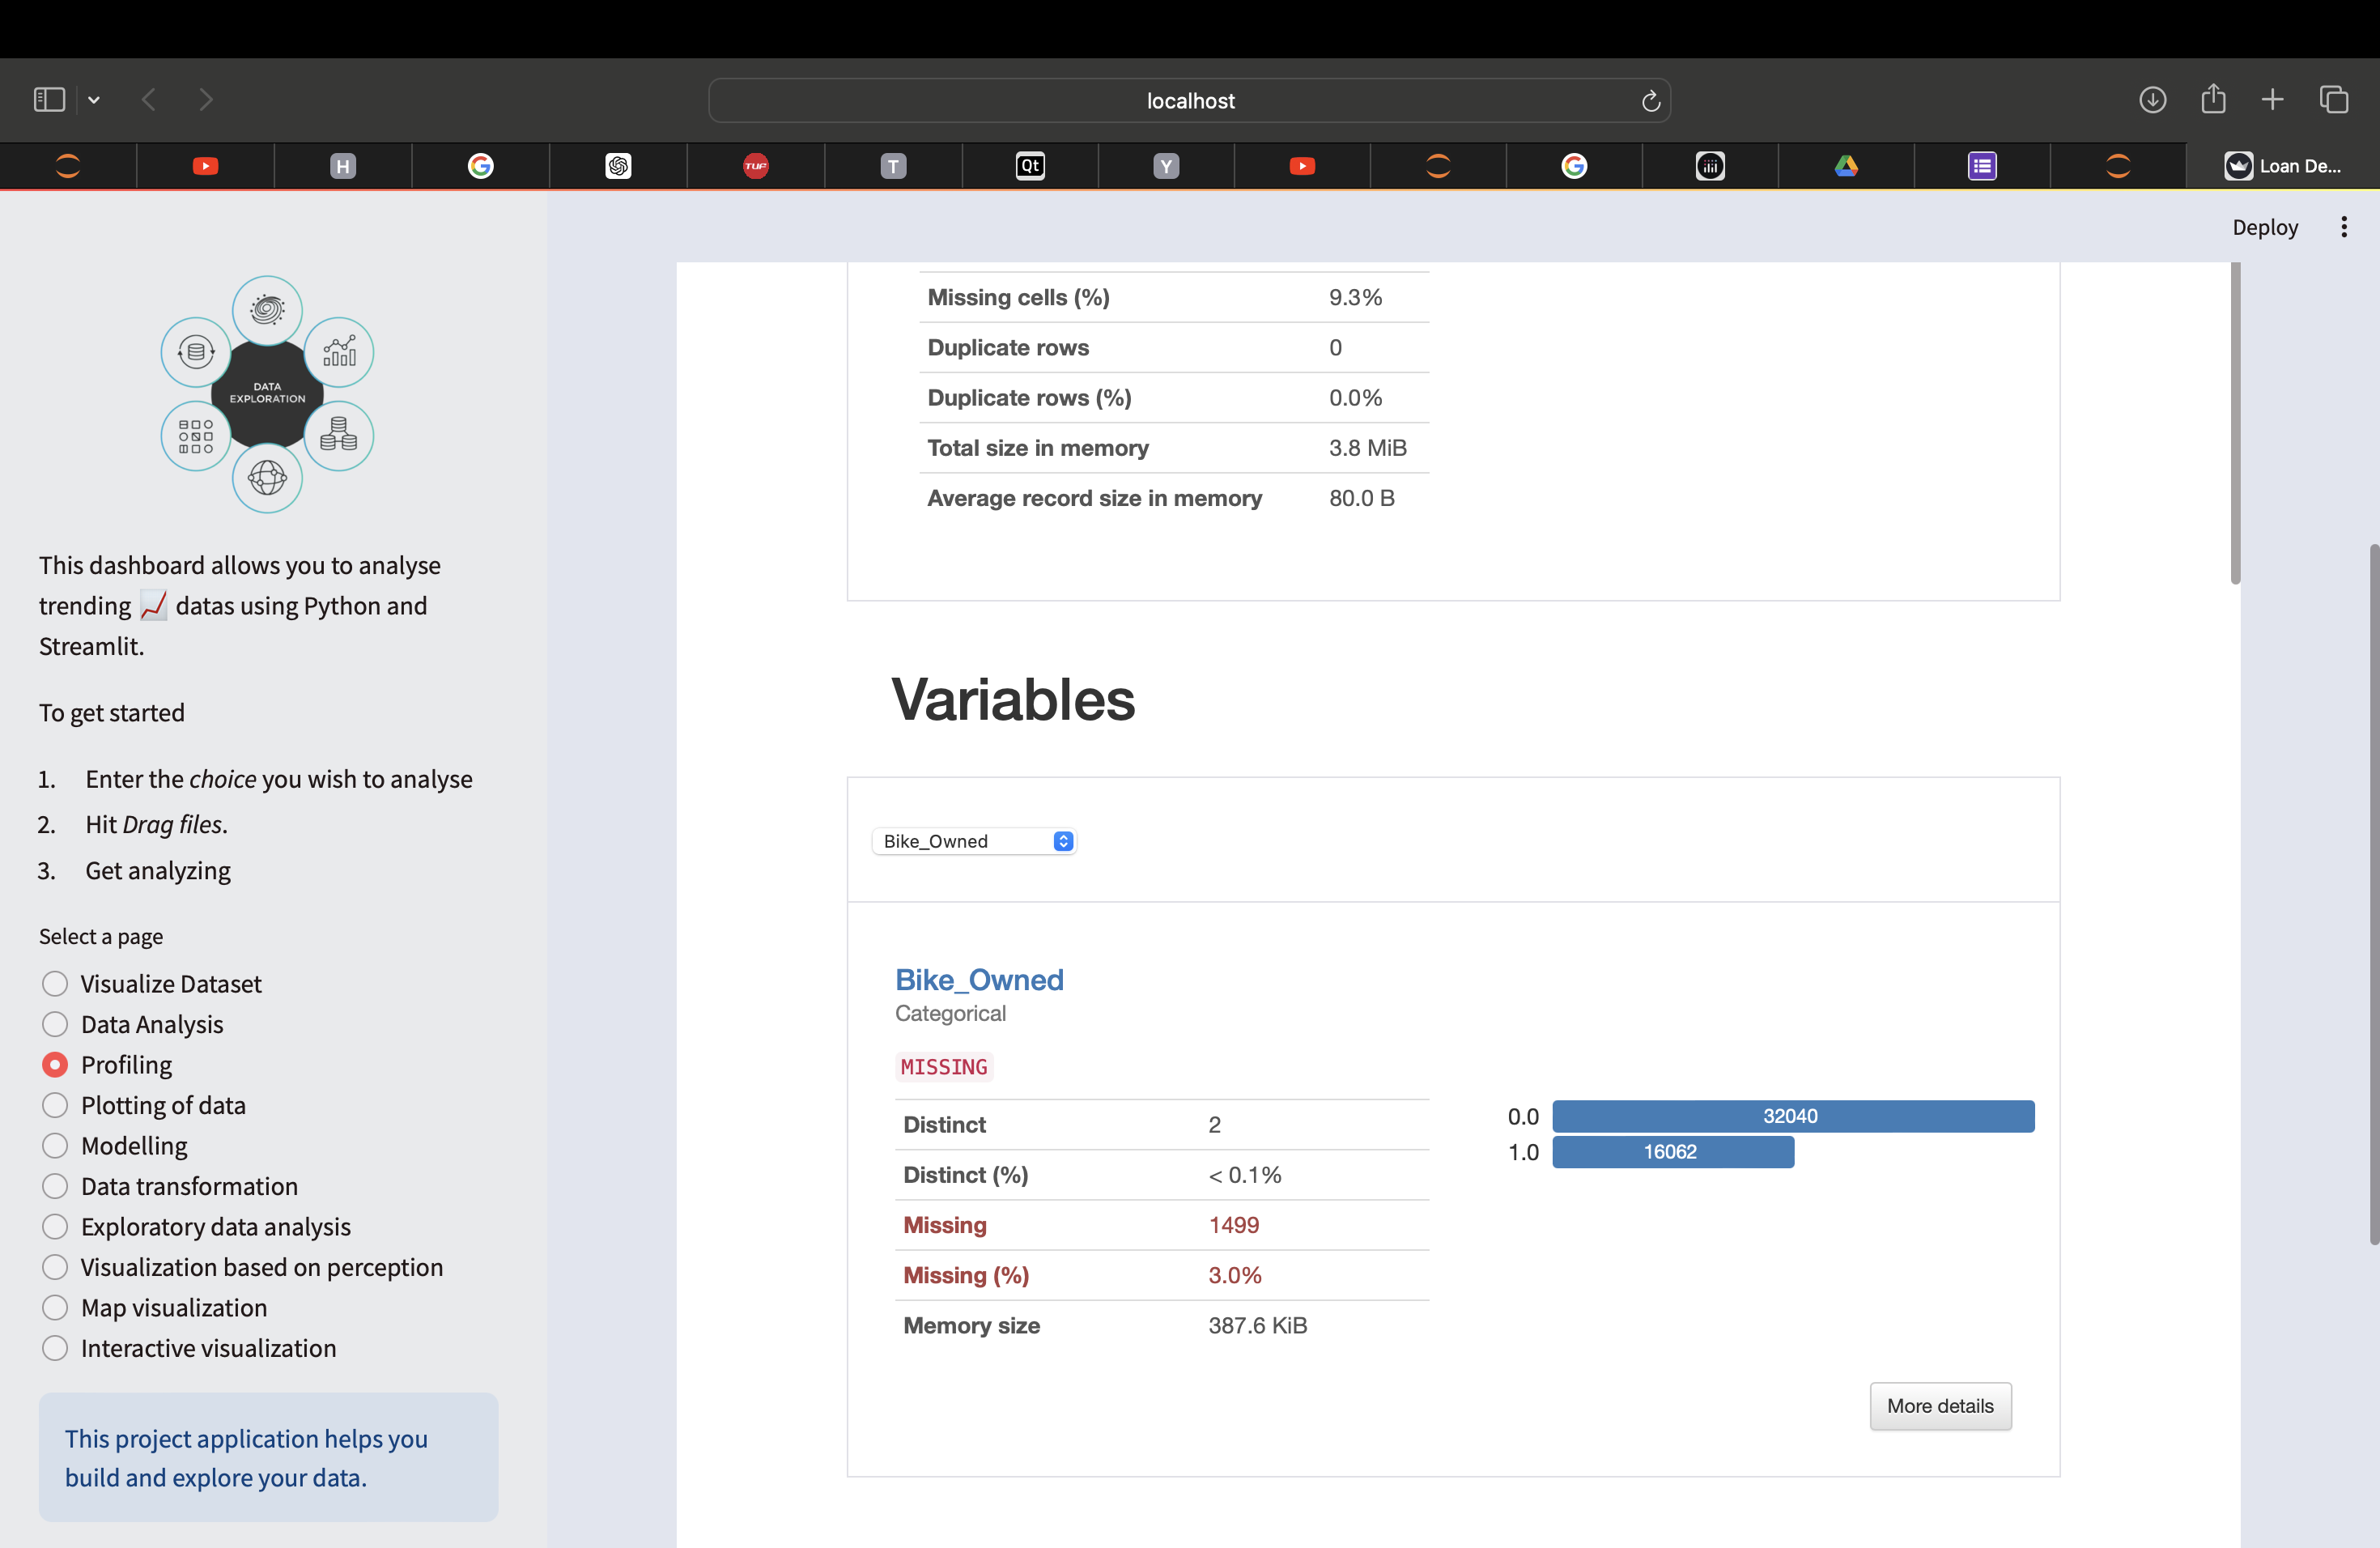 localhost
H
TUP
T
Qt
Y
Loan De...
Deploy
DATA
EXPLORATION
This dashboard allows you to analyse
trending 📈 datas using Python and
Streamlit.
To get started
1. Enter the choice you wish to analyse
2. Hit Drag files.
3. Get analyzing
Select a page
Visualize Dataset
Data Analysis
Profiling
Plotting of data
Modelling
Data transformation
Exploratory data analysis
Visualization based on perception
Map visualization
Interactive visualization
This project application helps you
build and explore your data.
Missing cells (%) 9.3%
Duplicate rows 0
Duplicate rows (%) 0.0%
Total size in memory 3.8 MiB
Average record size in memory 80.0 B
Variables
Bike_Owned
Bike_Owned
Categorical
MISSING
Distinct 2
Distinct (%) < 0.1%
Missing 1499
Missing (%) 3.0%
Memory size 387.6 KiB
0.0 32040
1.0 16062
More details